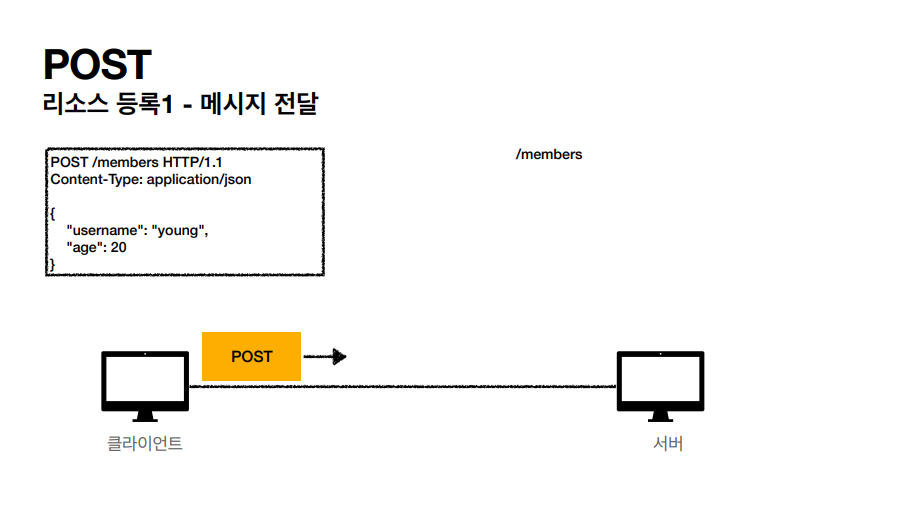 POST
리소스 등록1 - 메시지 전달
POST /members HTTP/1.1
Content-Type: application/json
{
"username": "young",
"age": 20
}
/members
POST
클라이언트
서버